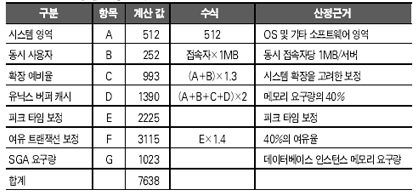 구분 항목 계산 값 수식 산정근거
시스템 영역 A 512 512 OS 및 기타 소프트웨어 영역
동시 사용자 B 252 접속자×1MB 동시 접속자당 1MB/서버
확장 예비율 C 993 (A+B)×1.3 시스템 확장을 고려한 보정
유닉스 버퍼 캐시 D 1390 (A+B+C+D)×2 메모리 요구량의 40%
피크 타임 보정 E 2225 피크 타임 보정
여유 트랜잭션 보정 F 3115 E×1.4 40%의 여유율
SGA 요구량 G 1023 데이터베이스 인스턴스 메모리 요구량
합계 7638